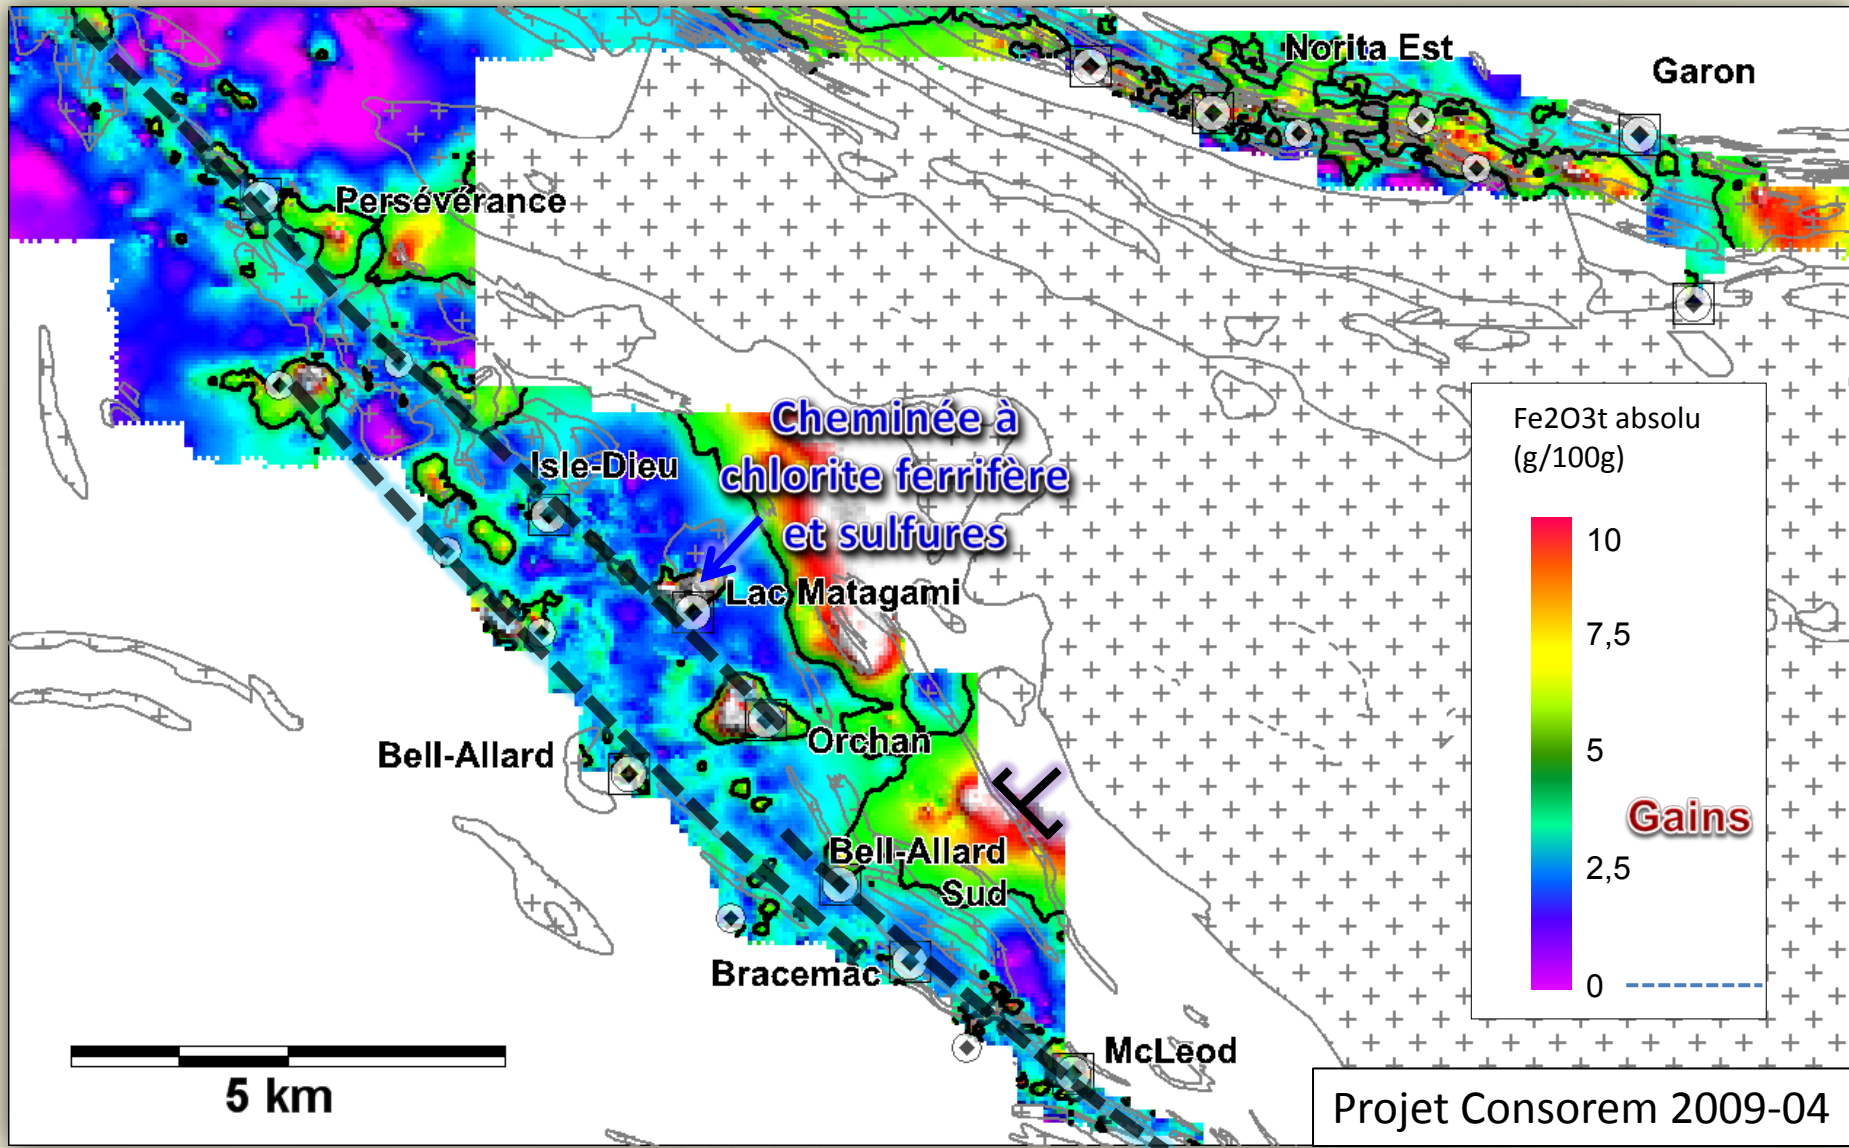 Norita Est
Garon
Persévérance
Fe2O3t absolu
(g/100g)
Cheminée à
chlorite ferrifère
et sulfures
Isle-Dieu
10
Lac Matagami
7,5
Orchan
Bell-Allard
5
Gains
Bell-Allard
Sud
2,5
Bracemac
0
McLeod
5 km
Projet Consorem 2009-04